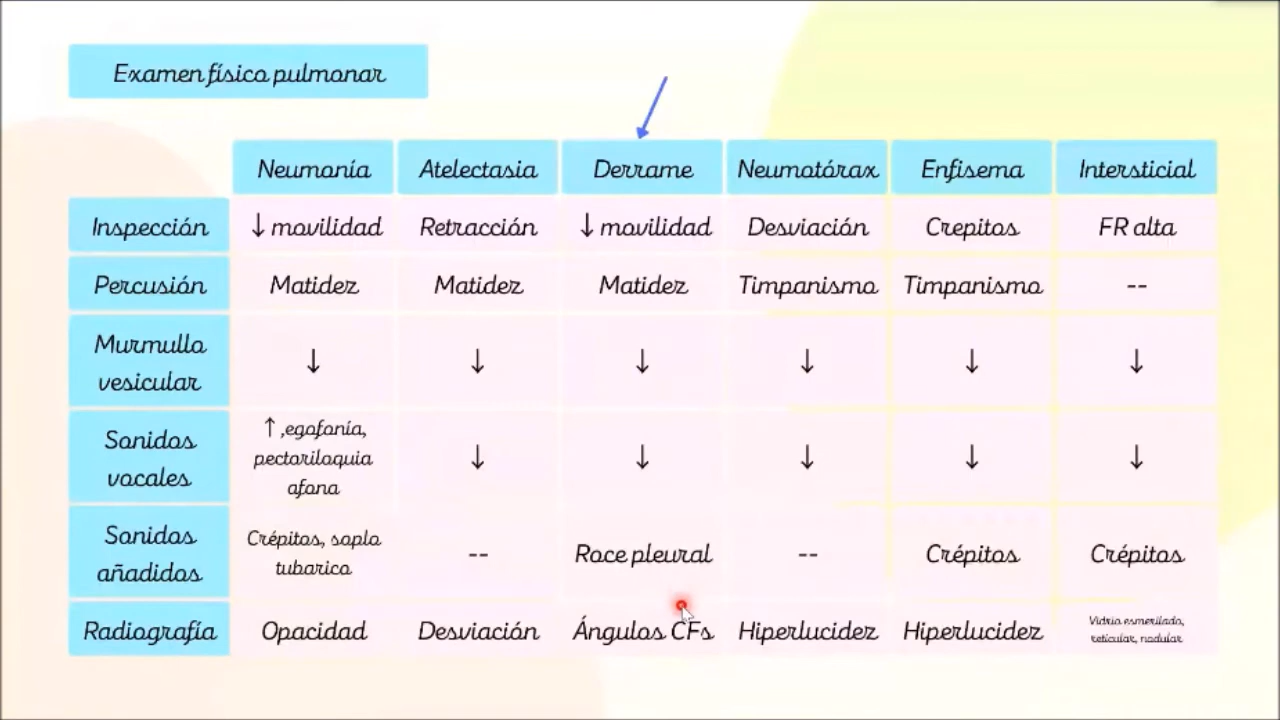 Examen físico pulmonar
Neumonía Atelectasia Derrame Neumotórax Enfisema Intersticial
Inspección ↓ movilidad Retracción ↓ movilidad Desviación Crepitos FR alta
Percusión Matidez Matidez Matidez Timpanismo Timpanismo --
Murmullo
vesicular ↓ ↓ ↓ ↓ ↓ ↓
Sonidos
vocales
↑ ,egofonía,
pectoriloquia
afona
↓ ↓ ↓ ↓ ↓
Sonidos
añadidos
Crépitos, soplo
tubarico
-- Roce pleural -- Crépitos Crépitos
Radiografía Opacidad Desviación Ángulos CFs Hiperlucidez Hiperlucidez
Vidrio esmerilado,
reticular, nodular